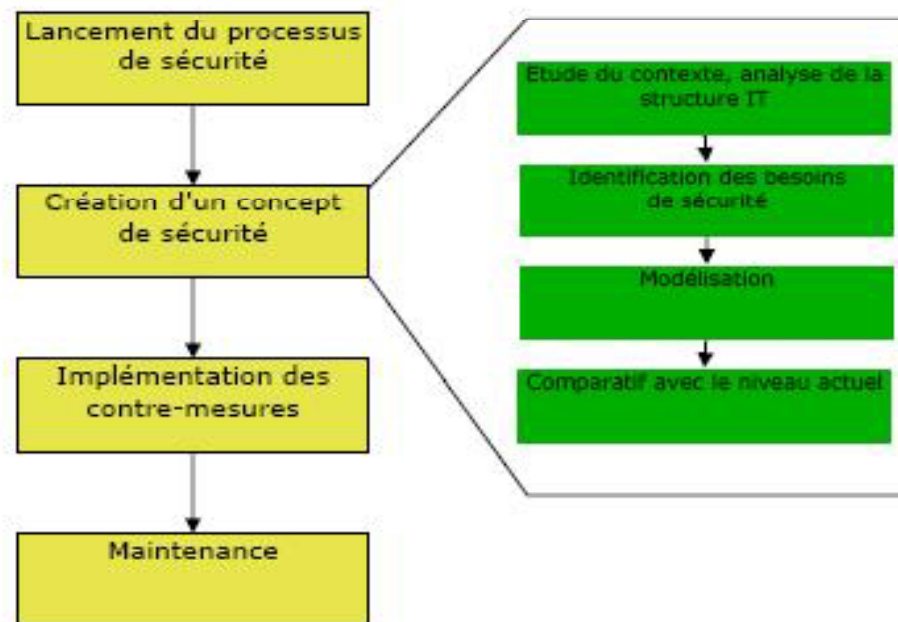 Lancement du processus
de sécurité
Création d'un concept
de sécurité
Implémentation des
contre-mesures
Maintenance
Etude du contexte, analyse de la
structure IT
Identification des besoins
de sécurité
Modélisation
Comparatif avec le niveau actuel